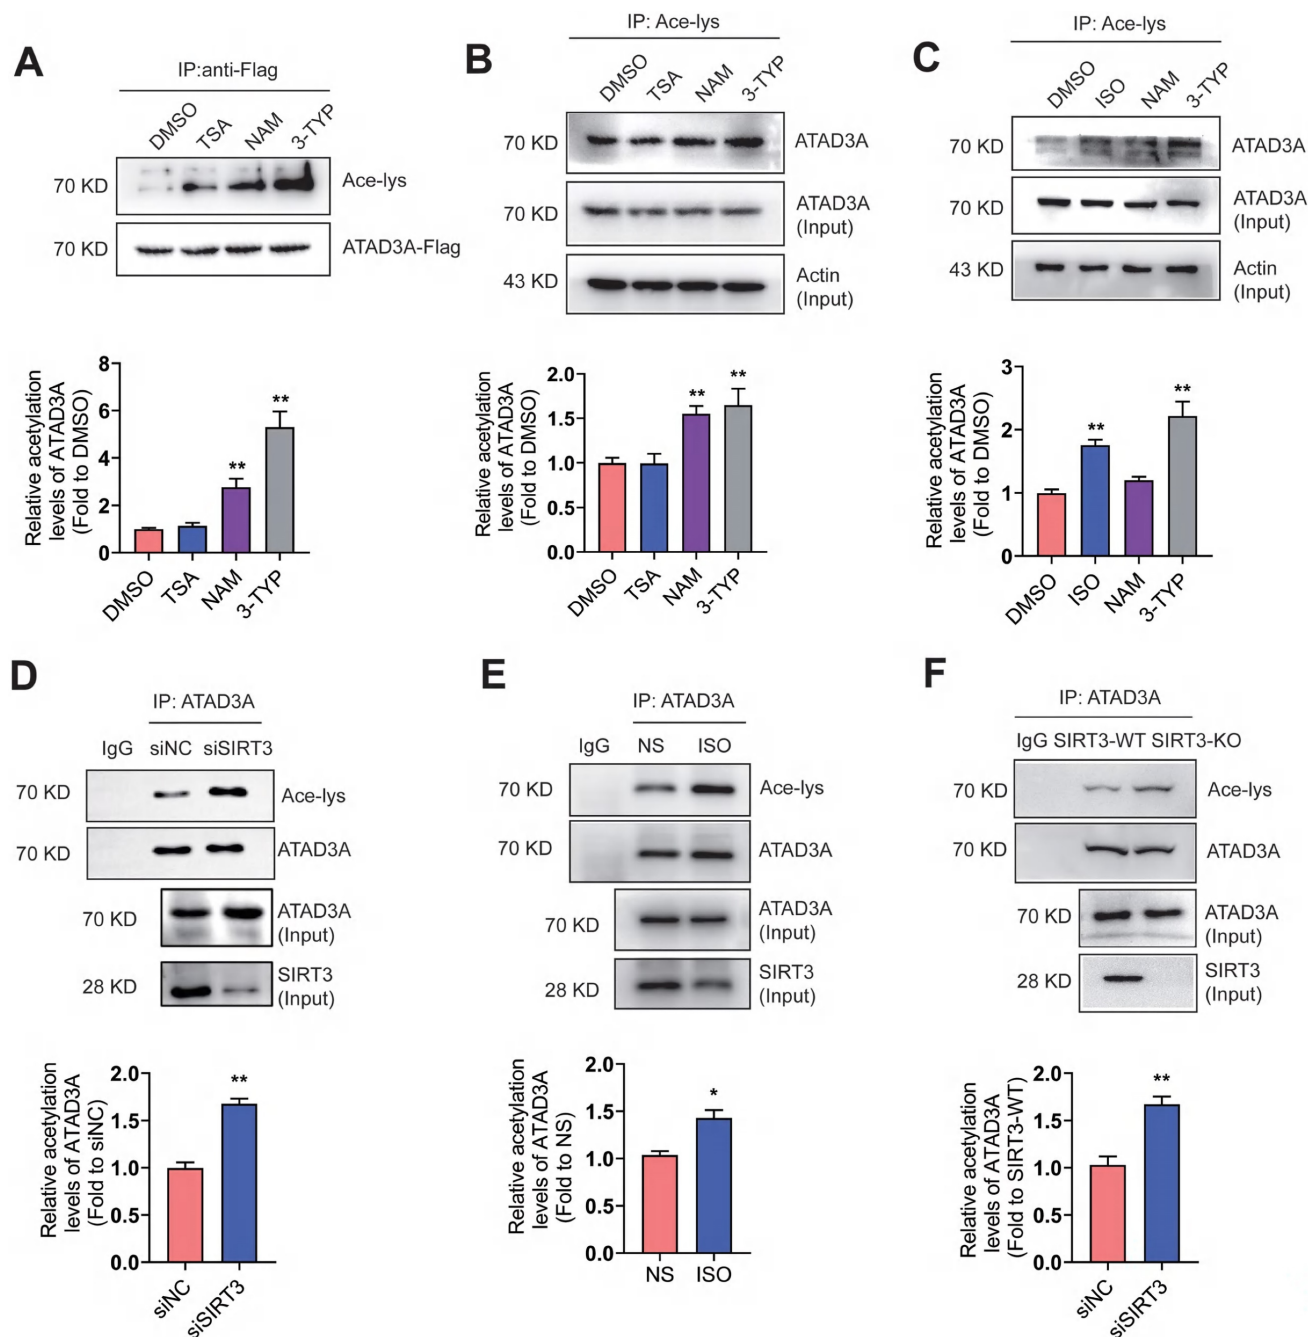 A
IP:anti-Flag
DMSO
TSA
NAM
3-TYP
70 KD
Ace-lys
70 KD
ATAD3A-Flag
Relative acetylation
levels of ATAD3A
(Fold to DMSO)
8
6
4
2
0
**
**
DMSO
TSA
NAM
3-TYP
B
IP: Ace-lys
DMSO
TSA
NAM
3-TYP
70 KD
ATAD3A
70 KD
ATAD3A
(Input)
43 KD
Actin
(Input)
Relative acetylation
levels of ATAD3A
(Fold to DMSO)
2.0
1.5
1.0
0.5
0.0
**
**
DMSO
TSA
NAM
3-TYP
C
IP: Ace-lys
DMSO
ISO
NAM
3-TYP
70 KD
ATAD3A
70 KD
ATAD3A
(Input)
43 KD
Actin
(Input)
Relative acetylation
levels of ATAD3A
(Fold to DMSO)
3
2
1
0
**
**
DMSO
ISO
NAM
3-TYP
D
IP: ATAD3A
IgG siNC siSIRT3
70 KD
Ace-lys
70 KD
ATAD3A
70 KD
ATAD3A
(Input)
28 KD
SIRT3
(Input)
Relative acetylation
levels of ATAD3A
(Fold to siNC)
2.0
1.5
1.0
0.5
0.0
**
siNC
siSIRT3
E
IP: ATAD3A
IgG NS ISO
70 KD
Ace-lys
70 KD
ATAD3A
70 KD
ATAD3A
(Input)
28 KD
SIRT3
(Input)
Relative acetylation
levels of ATAD3A
(Fold to NS)
2.0
1.5
1.0
0.5
0.0
*
NS
ISO
F
IP: ATAD3A
IgG SIRT3-WT SIRT3-KO
70 KD
Ace-lys
70 KD
ATAD3A
70 KD
ATAD3A
(Input)
28 KD
SIRT3
(Input)
Relative acetylation
levels of ATAD3A
(Fold to SIRT3-WT)
2.0
1.5
1.0
0.5
0.0
**
siNC
siSIRT3